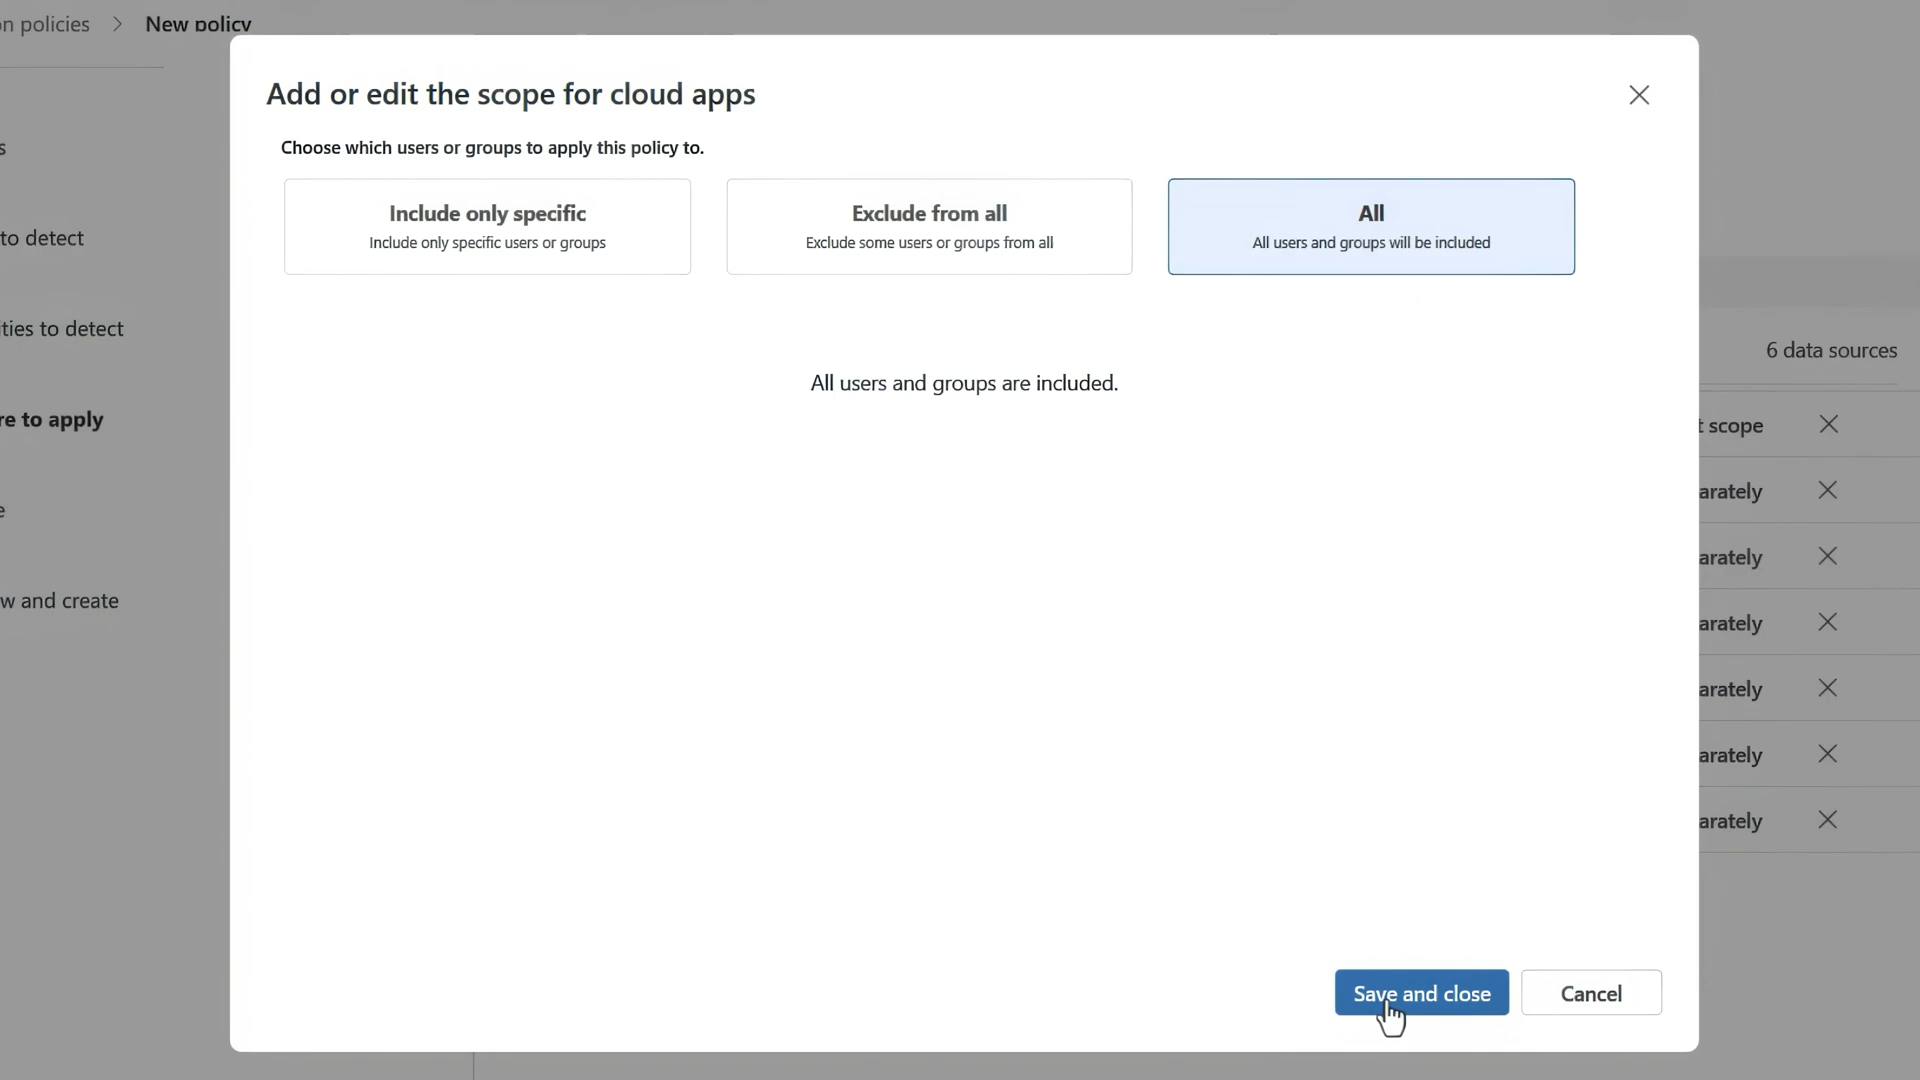 n policies > New policy
Add or edit the scope for cloud apps
Choose which users or groups to apply this policy to.
Include only specific
Include only specific users or groups
Exclude from all
Exclude some users or groups from all
All
All users and groups will be included
All users and groups are included.
Save and close
Cancel
s
to detect
ties to detect
re to apply
e
w and create
6 data sources
t scope
arately
arately
arately
arately
arately
arately